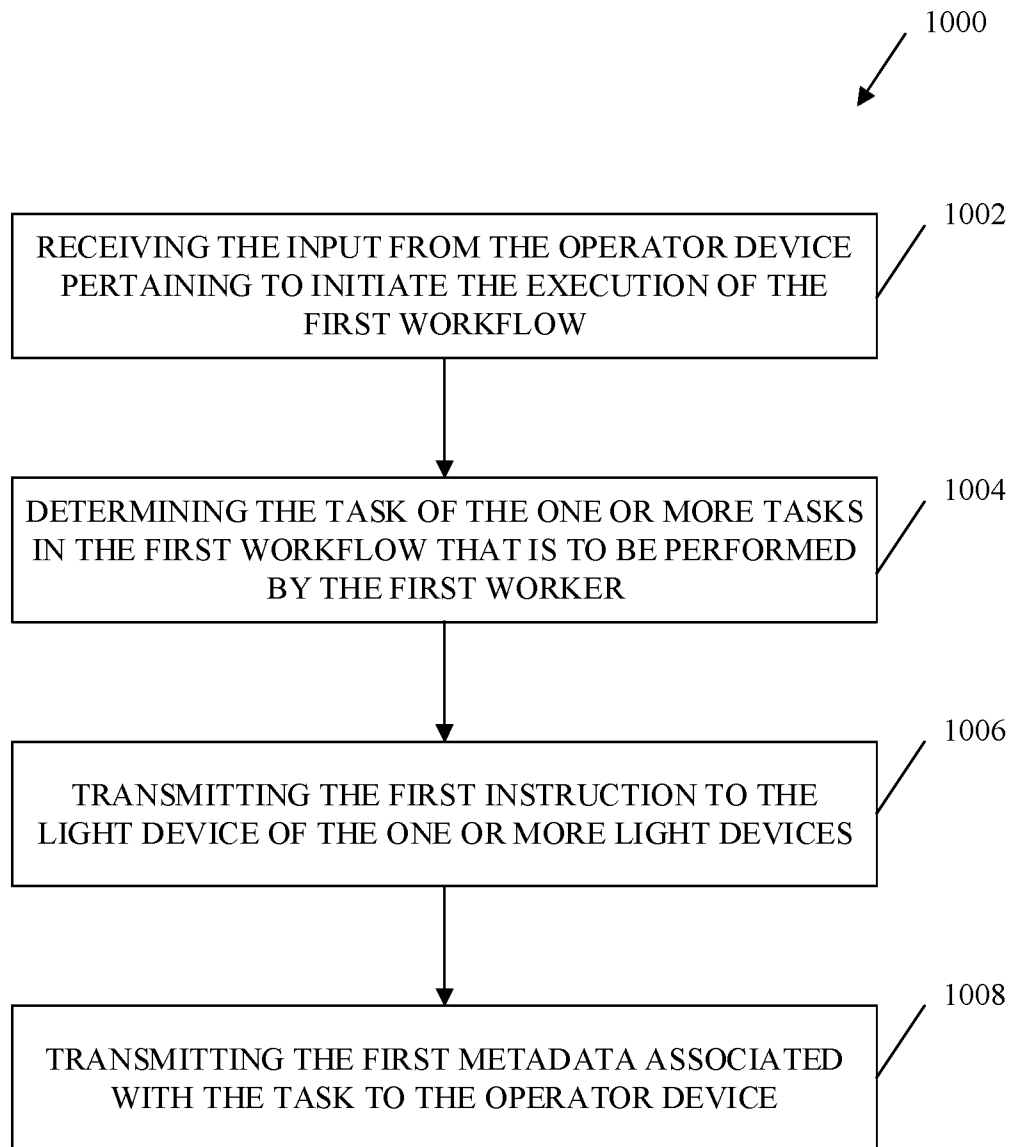 1000
1002
RECEIVING THE INPUT FROM THE OPERATOR DEVICE
PERTAINING TO INITIATE THE EXECUTION OF THE
FIRST WORKFLOW
1004
DETERMINING THE TASK OF THE ONE OR MORE TASKS
IN THE FIRST WORKFLOW THAT IS TO BE PERFORMED
BY THE FIRST WORKER
1006
TRANSMITTING THE FIRST INSTRUCTION TO THE
LIGHT DEVICE OF THE ONE OR MORE LIGHT DEVICES
1008
TRANSMITTING THE FIRST METADATA ASSOCIATED
WITH THE TASK TO THE OPERATOR DEVICE